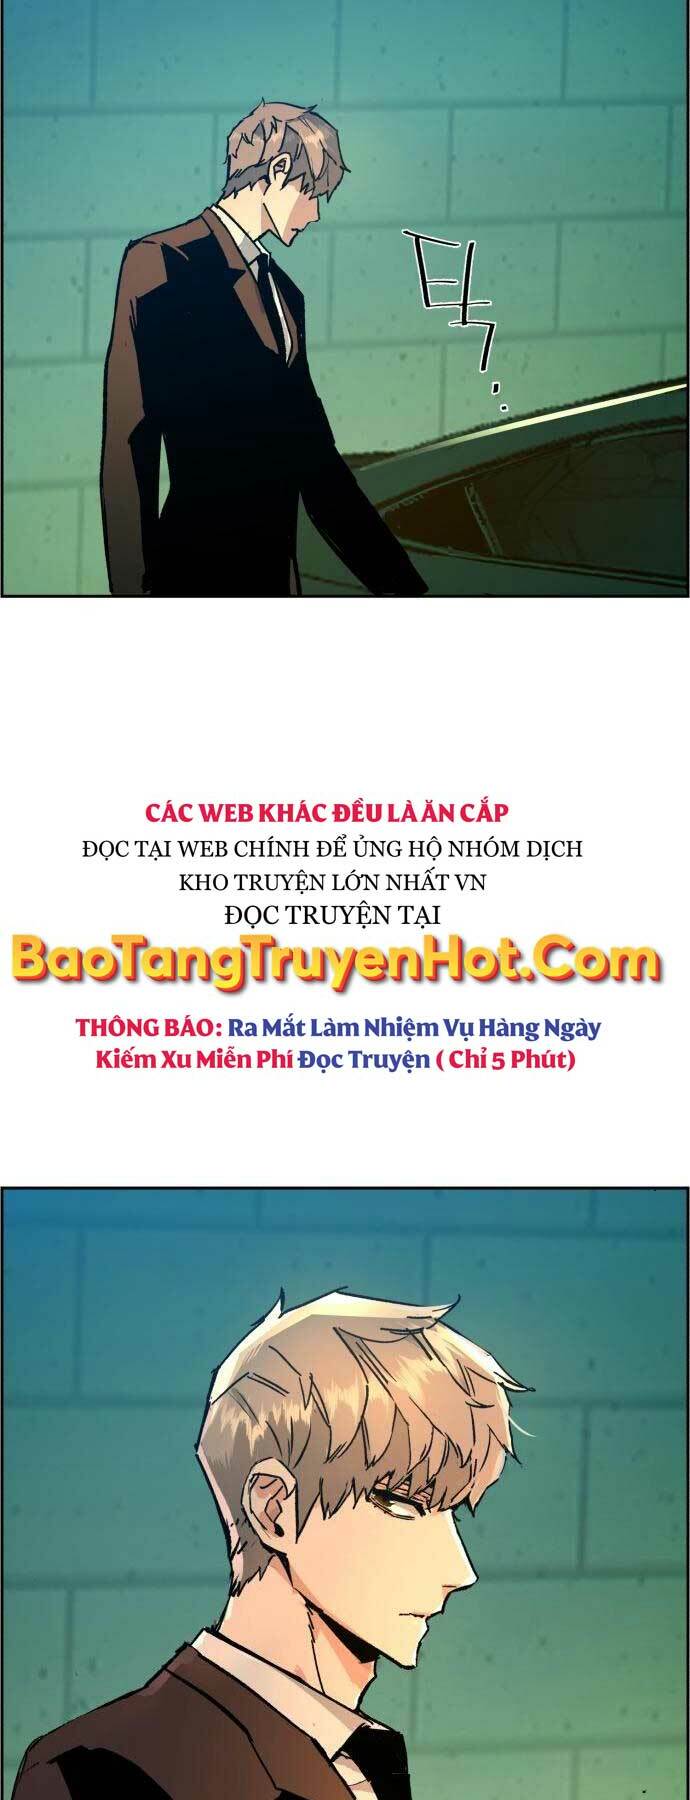 탁..
CÁC WEB KHÁC ĐỀU LÀ ĂN CẮP
ĐỌC TẠI WEB CHÍNH ĐỂ ỦNG HỘ NHÓM DỊCH
KHO TRUYỆN LỚN NHẤT VN
ĐỌC TRUYỆN TẠI
BaoTangTruyenHot.Com
THÔNG BÁO: Ra Mắt Làm Nhiệm Vụ Hàng Ngày
Kiếm Xu Miễn Phí Đọc Truyện ( Chỉ 5 Phút)